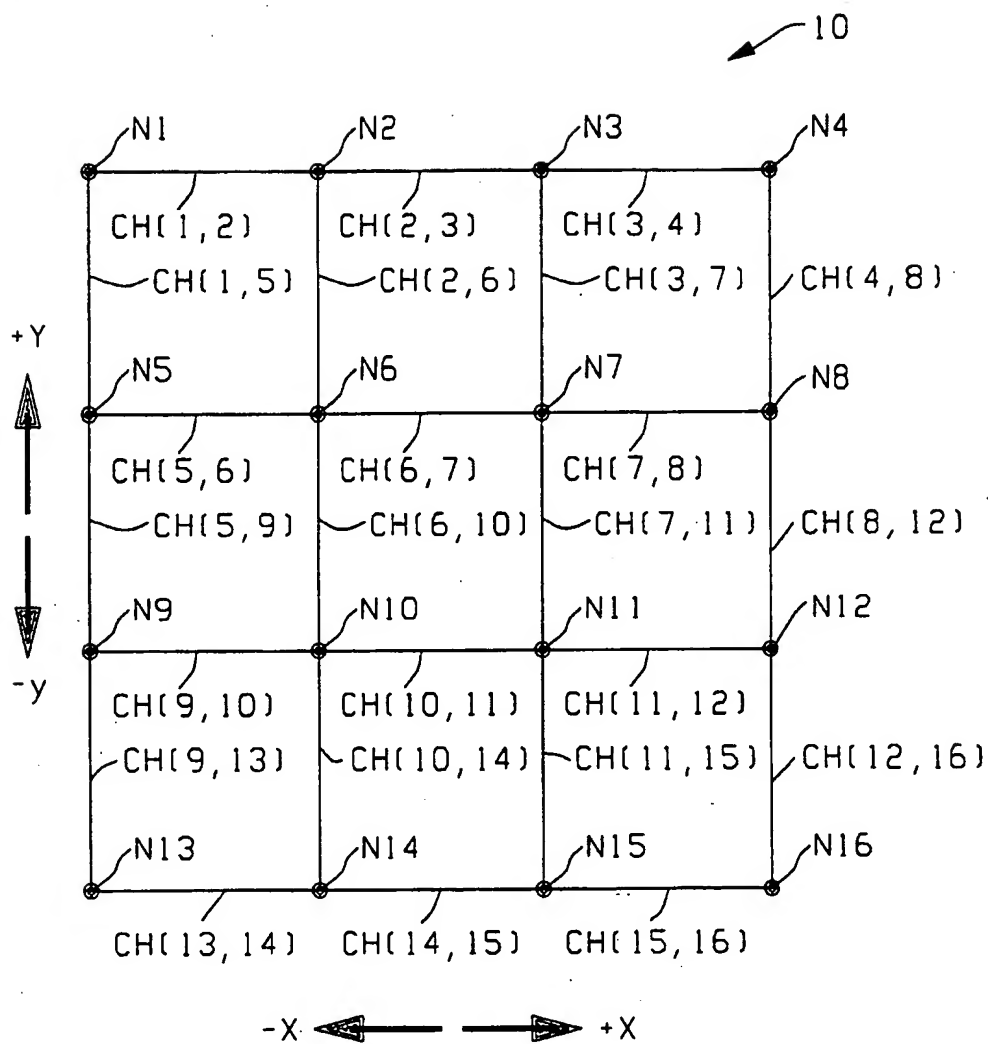 10
N1 N2 N3 N4
CH(1,2) CH(2,3) CH(3,4)
CH(1,5) CH(2,6) CH(3,7) CH(4,8)
+Y
N5 N6 N7 N8
CH(5,6) CH(6,7) CH(7,8)
CH(5,9) CH(6,10) CH(7,11) CH(8,12)
N9 N10 N11 N12
-y
CH(9,10) CH(10,11) CH(11,12)
CH(9,13) CH(10,14) CH(11,15) CH(12,16)
N13 N14 N15 N16
CH(13,14) CH(14,15) CH(15,16)
-X +X